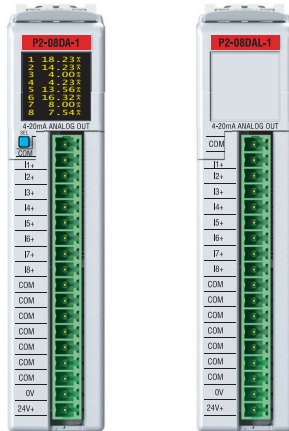 P2-08DA-1
1 18.23
2 14.23
3 4.00
4 4.23
5 13.56
6 16.32
7 8.00
8 7.54
4-20mA ANALOG OUT
SEL
COM
I1+
I2+
I3+
I4+
I5+
I6+
I7+
I8+
COM
COM
COM
COM
COM
COM
COM
0V
24V+
P2-08DAL-1
4-20mA ANALOG OUT
COM
I1+
I2+
I3+
I4+
I5+
I6+
I7+
I8+
COM
COM
COM
COM
COM
COM
COM
0V
24V+